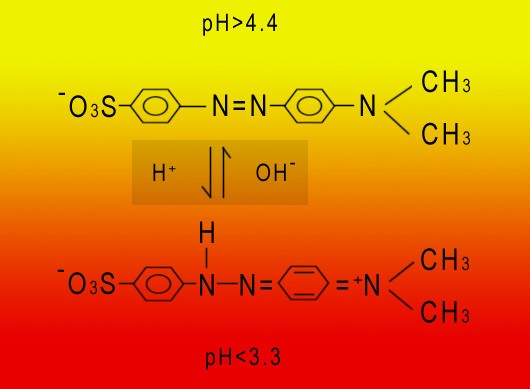 pH>4.4
CH₃
⁻O₃S N=N N
CH₃
H⁺ OH⁻
H
CH₃
⁻O₃S N N= =⁺N
CH₃
pH<3.3